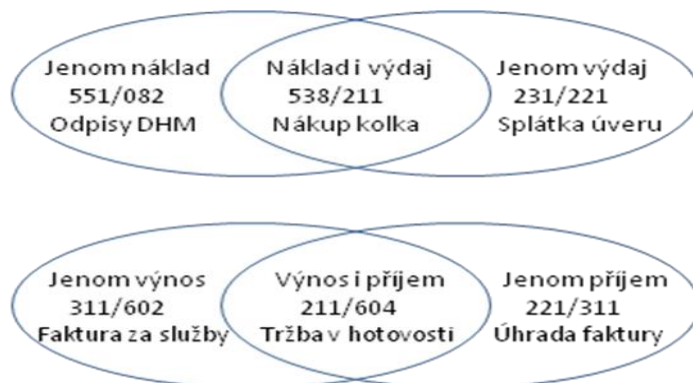 Jenom náklad
551/082
Odpisy DHM
Náklad i výdaj
538/211
Nákup kolka
Jenom výdaj
231/221
Splátka úveru
Jenom výnos
311/602
Faktura za služby
Výnos i příjem
211/604
Tržba v hotovosti
Jenom příjem
221/311
Úhrada faktury